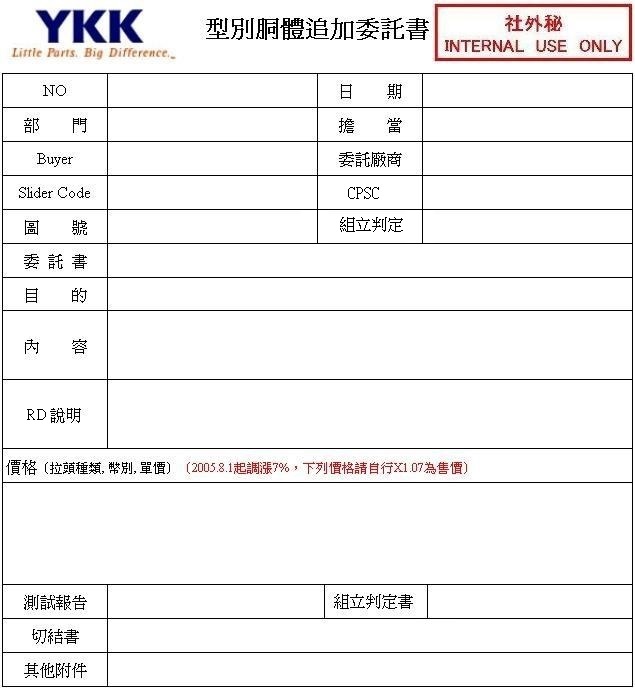 YKK
Little Parts. Big Difference.
型別胴體追加委託書
社外秘
INTERNAL USE ONLY
NO
日 期
部 門
擔 當
Buyer
委託廠商
Slider Code
CPSC
圖 號
組立判定
委 託 書
目 的
內 容
RD 說明
價格（拉頭種類, 幣別, 單價）（2005.8.1起調漲7%，下列價格請自行X1.07為售價）
測試報告
組立判定書
切結書
其他附件